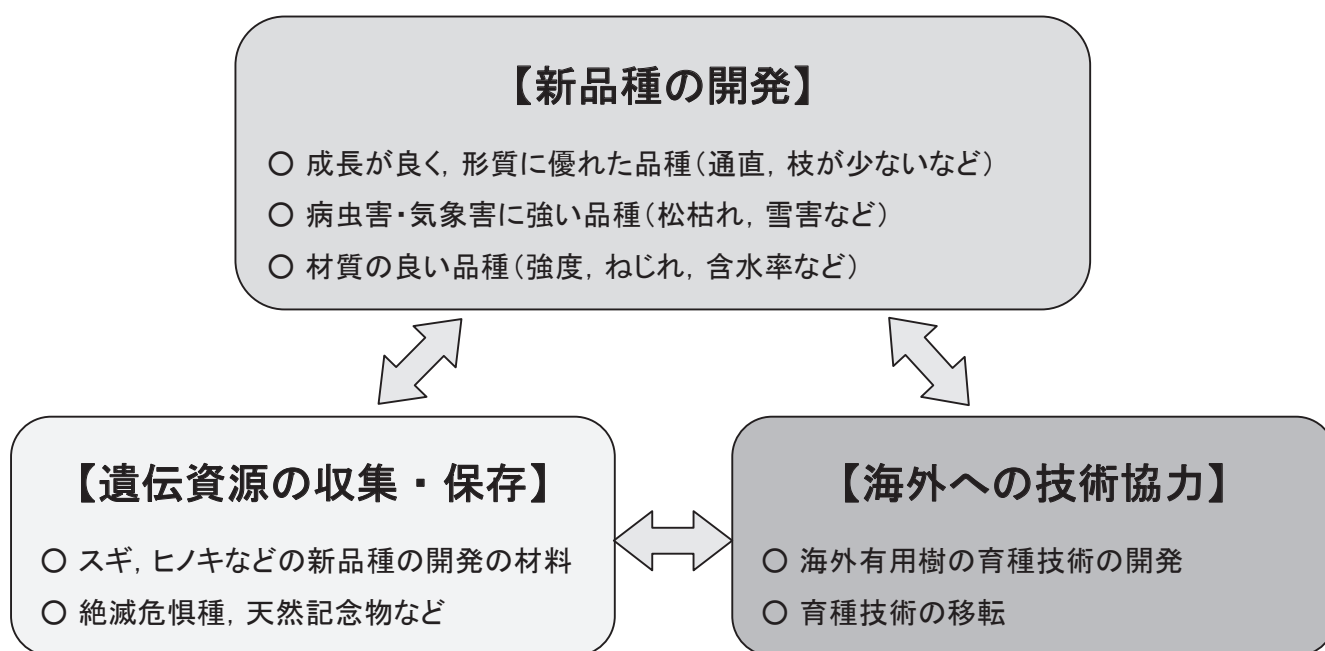 【新品種の開発】
○ 成長が良く, 形質に優れた品種(通直, 枝が少ないなど)
○ 病虫害・気象害に強い品種(松枯れ, 雪害など)
○ 材質の良い品種(強度, ねじれ, 含水率など)
【遺伝資源の収集・保存】
○ スギ, ヒノキなどの新品種の開発の材料
○ 絶滅危惧種, 天然記念物など
【海外への技術協力】
○ 海外有用樹の育種技術の開発
○ 育種技術の移転